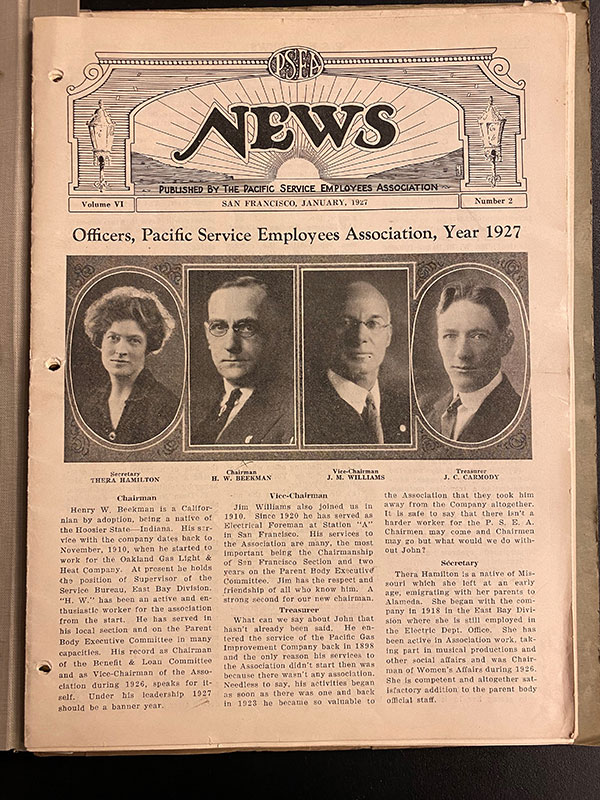 P.S.E.A.
NEWS
PUBLISHED BY THE PACIFIC SERVICE EMPLOYEES ASSOCIATION
Volume VI
SAN FRANCISCO, JANUARY, 1927
Number 2
Officers, Pacific Service Employees Association, Year 1927
Secretary
THERA HAMILTON
Chairman
H. W. BEEKMAN
Vice-Chairman
J. M. WILLIAMS
Treasurer
J. C. CARMODY
Chairman
Henry W. Beekman is a Califor-
nian by adoption, being a native of
the Hoosier State—Indiana. His ser-
vice with the company dates back to
November, 1910, when he started to
work for the Oakland Gas Light &
Heat Company. At present he holds
the position of Supervisor of the
Service Bureau, East Bay Division.
"H. W." has been an active and en-
thusiastic worker for the association
from the start. He has served in
his local section and on the Parent
Body Executive Committee in many
capacities. His record as Chairman
of the Benefit & Loan Committee
and as Vice-Chairman of the Asso-
ciation during 1926, speaks for it-
self. Under his leadership 1927
should be a banner year.
Vice-Chairman
Jim Williams also joined us in
1910. Since 1920 he has served as
Electrical Foreman at Station "A"
in San Francisco. His services to
the Association are many, the most
important being the Chairmanship
of San Francisco Section and two
years on the Parent Body Executive
Committee. Jim has the respect and
friendship of all who know him. A
strong second for our new chairman.
Treasurer
What can we say about John that
hasn't already been said. He en-
tered the service of the Pacific Gas
Improvement Company back in 1898
and the only reason his services to
the Association didn't start then was
because there wasn't any association.
Needless to say, his activities began
as soon as there was one and back
in 1923 he became so valuable to
the Association that they took him
away from the Company altogether.
It is safe to say that there isn't a
harder worker for the P. S. E. A.
Chairmen may come and Chairmen
may go but what would we do with-
out John?
Secretary
Thera Hamilton is a native of Mis-
souri which she left at an early
age, emigrating with her parents to
Alameda. She began with the com-
pany in 1918 in the East Bay Divi-
sion where she is still employed in
the Electric Dept. Office. She has
been active in Association work, tak-
ing part in musical productions and
other social affairs and was Chair-
man of Women's Affairs during 1926.
She is competent and altogether sat-
isfactory addition to the parent body
official staff.